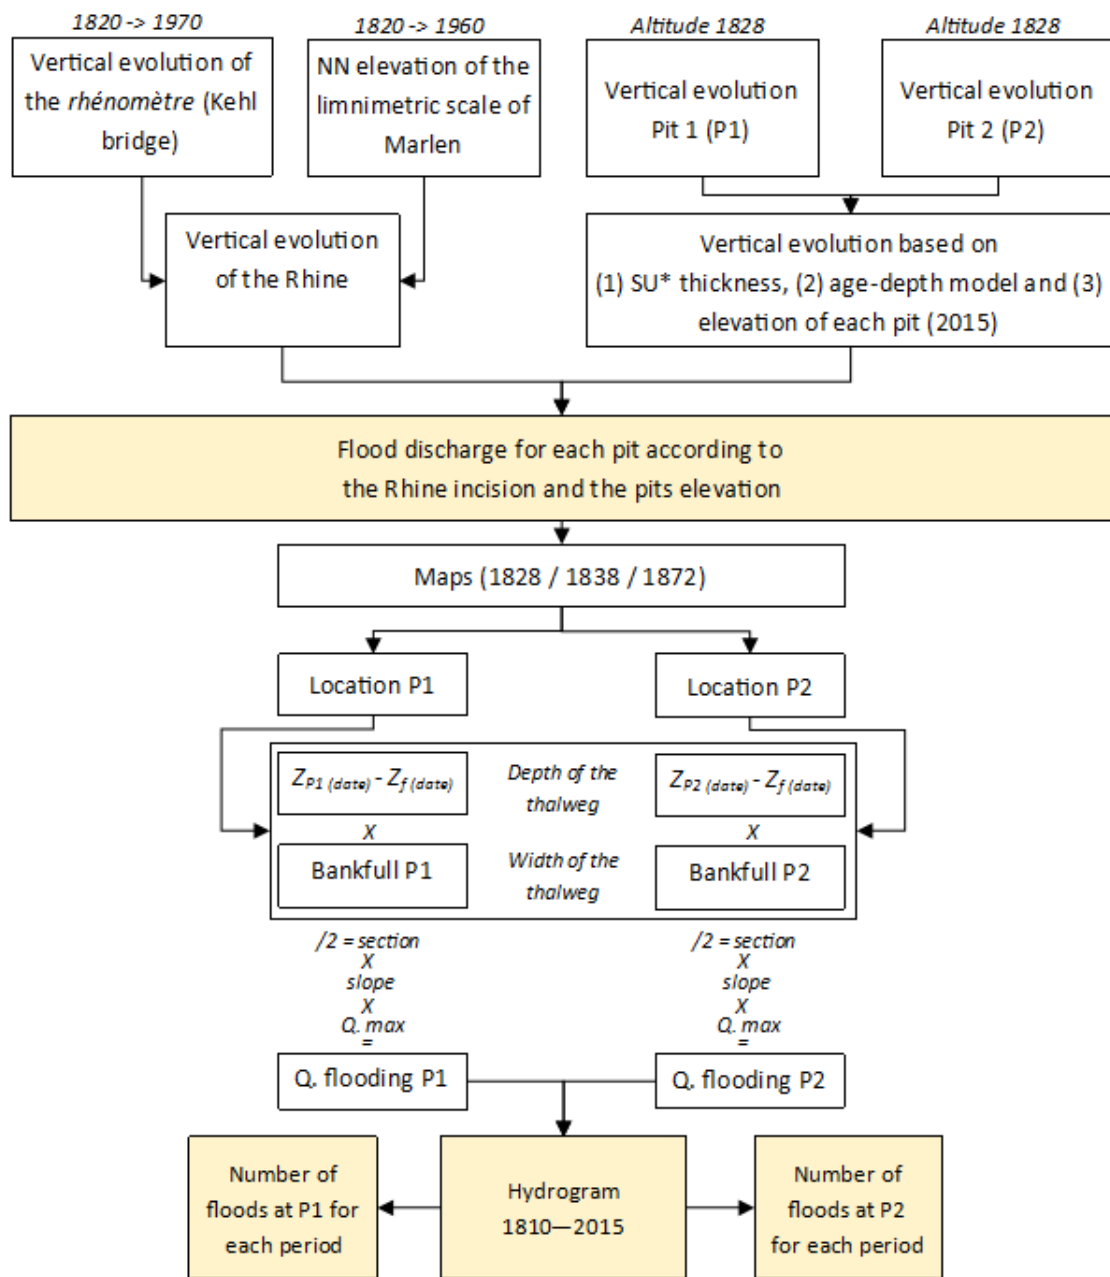 1820 -> 1970
1820 -> 1960
Altitude 1828
Altitude 1828
Vertical evolution of
the rhénomètre (Kehl
bridge)
NN elevation of the
limnimetric scale of
Marlen
Vertical evolution
Pit 1 (P1)
Vertical evolution
Pit 2 (P2)
Vertical evolution
of the Rhine
Vertical evolution based on
(1) SU* thickness, (2) age-depth model and (3)
elevation of each pit (2015)
Flood discharge for each pit according to
the Rhine incision and the pits elevation
Maps (1828 / 1838 / 1872)
Location P1
Location P2
ZP1 (date) - Zf (date)
Depth of the
thalweg
ZP2 (date) - Zf (date)
X
X
Bankfull P1
Width of the
thalweg
Bankfull P2
/2 = section
X
slope
X
Q. max
=
/2 = section
X
slope
X
Q. max
=
Q. flooding P1
Q. flooding P2
Number of
floods at P1 for
each period
Hydrogram
1810—2015
Number of
floods at P2
for each period